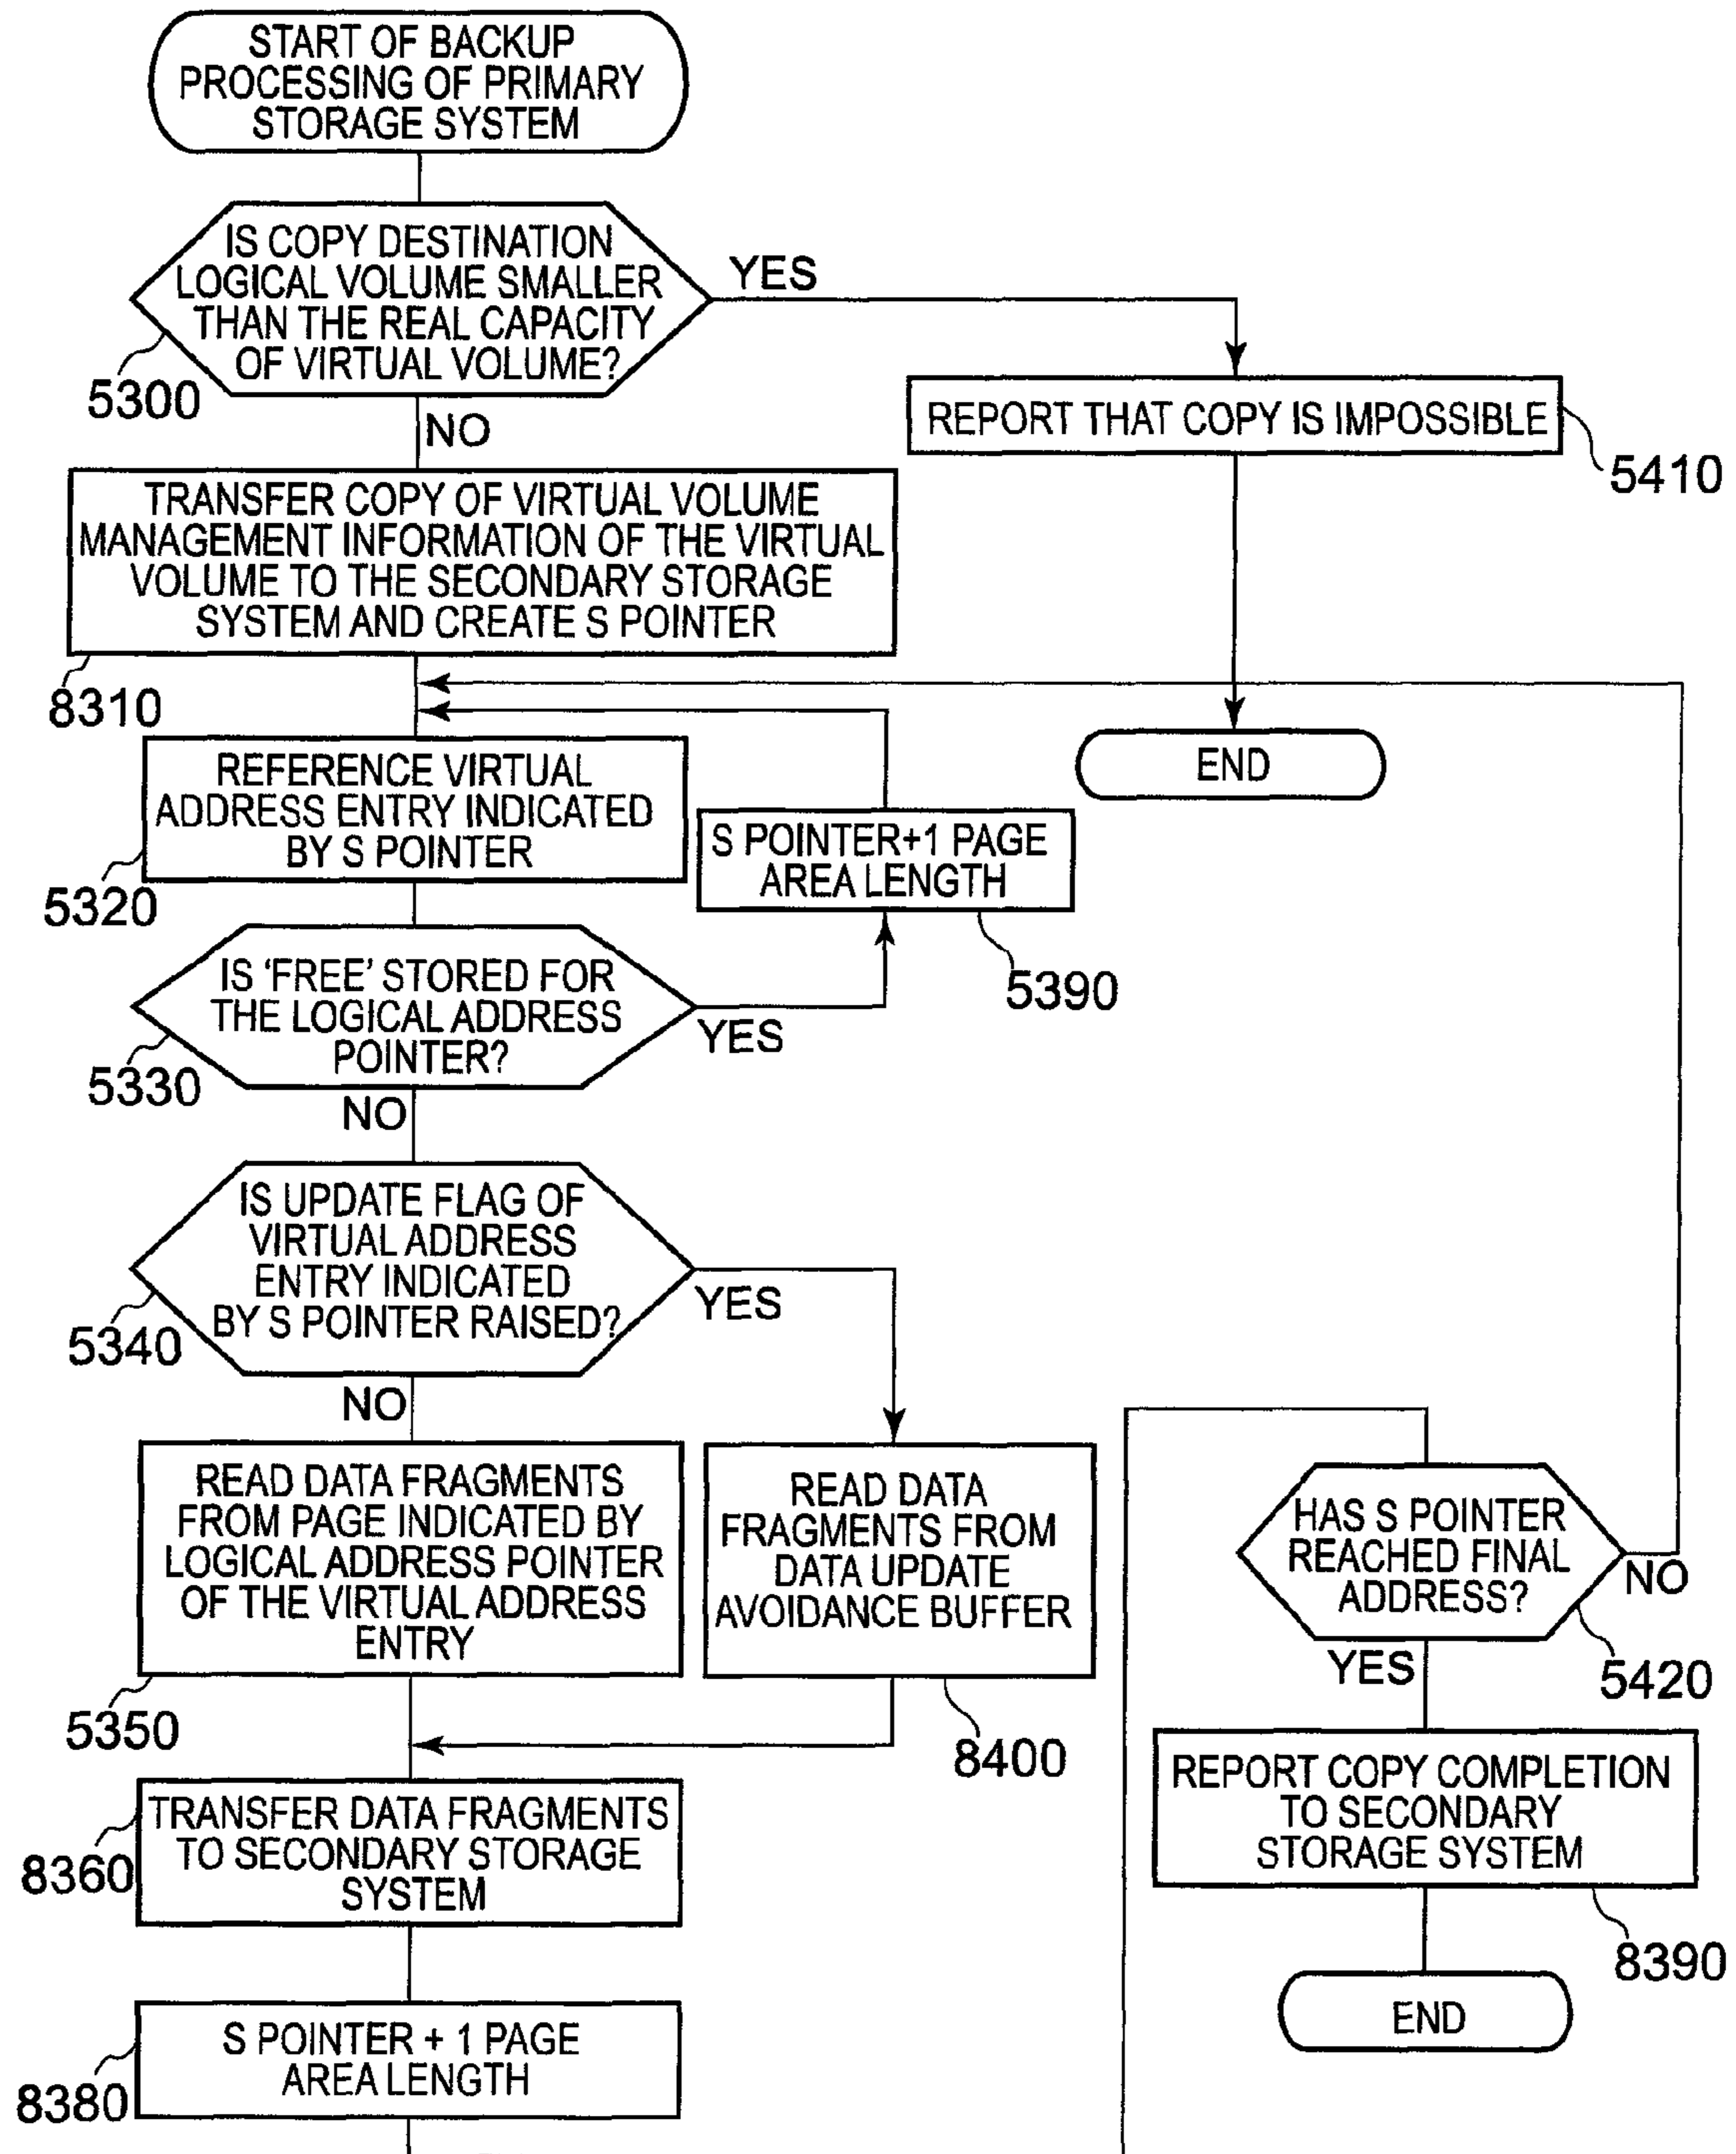 START OF BACKUP
PROCESSING OF PRIMARY
STORAGE SYSTEM
IS COPY DESTINATION
LOGICAL VOLUME SMALLER
THAN THE REAL CAPACITY
OF VIRTUAL VOLUME?
YES
5300
NO
REPORT THAT COPY IS IMPOSSIBLE
5410
TRANSFER COPY OF VIRTUAL VOLUME
MANAGEMENT INFORMATION OF THE VIRTUAL
VOLUME TO THE SECONDARY STORAGE
SYSTEM AND CREATE S POINTER
8310
END
REFERENCE VIRTUAL
ADDRESS ENTRY INDICATED
BY S POINTER
5320
S POINTER+1 PAGE
AREA LENGTH
5390
IS 'FREE' STORED FOR
THE LOGICAL ADDRESS
POINTER?
YES
5330
NO
IS UPDATE FLAG OF
VIRTUAL ADDRESS
ENTRY INDICATED
BY S POINTER RAISED?
YES
5340
NO
READ DATA FRAGMENTS
FROM PAGE INDICATED BY
LOGICAL ADDRESS POINTER
OF THE VIRTUAL ADDRESS
ENTRY
5350
READ DATA
FRAGMENTS FROM
DATA UPDATE
AVOIDANCE BUFFER
8400
TRANSFER DATA FRAGMENTS
TO SECONDARY STORAGE
SYSTEM
8360
S POINTER + 1 PAGE
AREA LENGTH
8380
HAS S POINTER
REACHED FINAL
ADDRESS?
NO
YES
5420
REPORT COPY COMPLETION
TO SECONDARY
STORAGE SYSTEM
8390
END